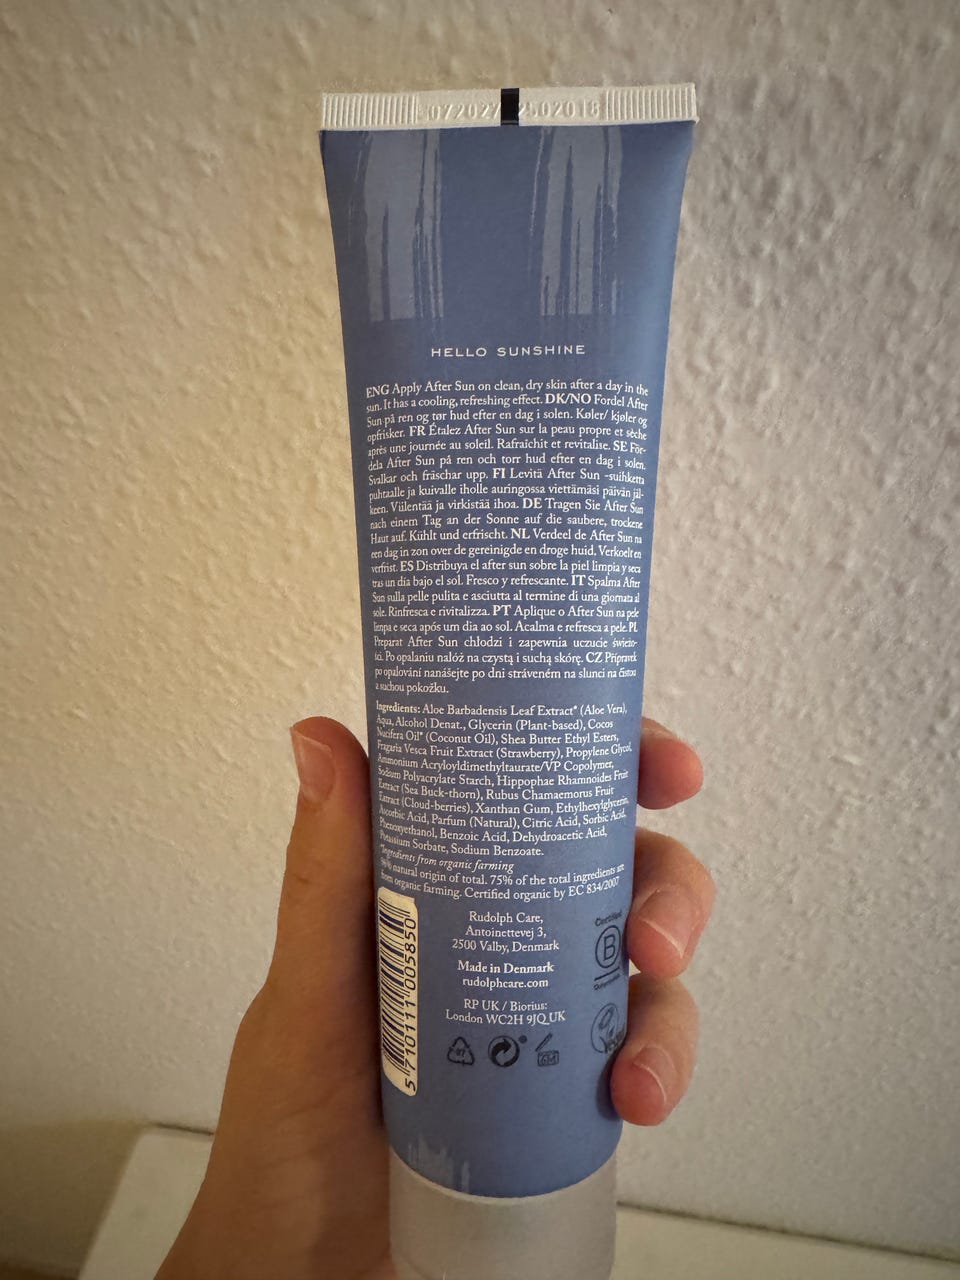 072027 2502018
HELLO SUNSHINE
ENG Apply After Sun on clean, dry skin after a day in the
sun. It has a cooling, refreshing effect. DK/NO Fordel After
Sun på ren og tør hud efter en dag i solen. Køler/ kjøler og
opfrisker. FR Étalez After Sun sur la peau propre et sèche
après une journée au soleil. Rafraîchit et revitalise. SE För-
dela After Sun på ren och torr hud efter en dag i solen.
Svalkar och fräschar upp. FI Levitä After Sun -suihketta
puhtaalle ja kuivalle iholle auringossa viettämäsi päivän jäl-
keen. Viilentää ja virkistää ihoa. DE Tragen Sie After Sun
nach einem Tag an der Sonne auf die saubere, trockene
Haut auf. Kühlt und erfrischt. NL Verdeel de After Sun na
een dag in zon over de gereinigde en droge huid. Verkoelt en
verfrist. ES Distribuya el after sun sobre la piel limpia y seca
tras un día bajo el sol. Fresco y refrescante. IT Spalma After
Sun sulla pelle pulita e asciutta al termine di una giornata al
sole. Rinfresca e rivitalizza. PT Aplique o After Sun na pele
limpa e seca após um dia ao sol. Acalma e refresca a pele. PL
Preparat After Sun chłodzi i zapewnia uczucie świeżo-
ści. Po opalaniu nałóż na czystą i suchą skórę. CZ Přípravek
po opalování nanášejte po dni stráveném na slunci na čistou
a suchou pokožku.
Ingredients: Aloe Barbadensis Leaf Extract* (Aloe Vera),
Aqua, Alcohol Denat., Glycerin (Plant-based), Cocos
Nucifera Oil* (Coconut Oil), Shea Butter Ethyl Esters,
Fragaria Vesca Fruit Extract (Strawberry), Propylene Glycol,
Ammonium Acryloyldimethyltaurate/VP Copolymer,
Sodium Polyacrylate Starch, Hippophae Rhamnoides Fruit
Extract (Sea Buck-thorn), Rubus Chamaemorus Fruit
Extract (Cloud-berries), Xanthan Gum, Ethylhexylglycerin,
Ascorbic Acid, Parfum (Natural), Citric Acid, Sorbic Acid,
Phenoxyethanol, Benzoic Acid, Dehydroacetic Acid,
Potassium Sorbate, Sodium Benzoate.
*Ingredients from organic farming
natural origin of total. 75% of the total ingredients are
from organic farming. Certified organic by EC 834/2007
Rudolph Care,
Antoinettevej 3,
2500 Valby, Denmark
Made in Denmark
rudolphcare.com
RP UK / Biorius:
London WC2H 9JQ UK
5 710111 005850
Certified
B
Vegan